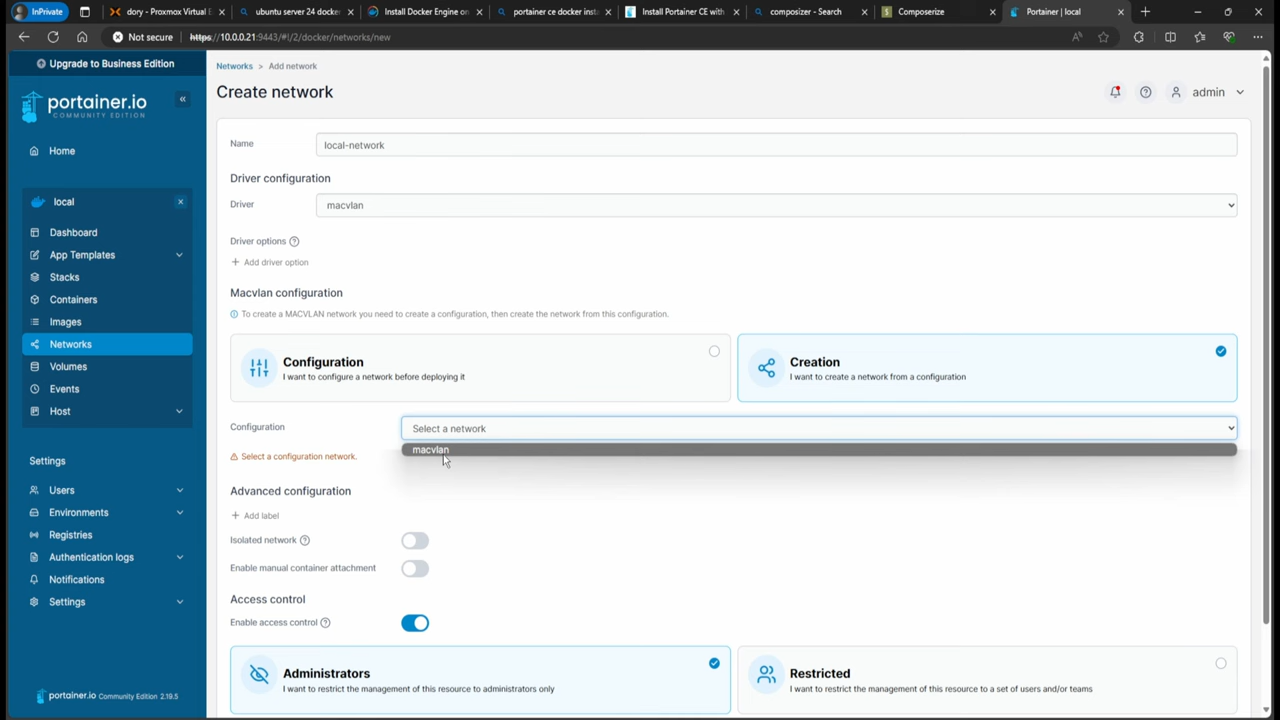 InPrivate
dory - Proxmox Virtual E
ubuntu server 24 docker
Install Docker Engine on
portainer ce docker inst
Install Portainer CE with
composizer - Search
Composerize
Portainer | local
Not secure
https://10.0.0.21:9443/#!/2/docker/networks/new
Upgrade to Business Edition
portainer.io
COMMUNITY EDITION
Home
local
Dashboard
App Templates
Stacks
Containers
Images
Networks
Volumes
Events
Host
Settings
Users
Environments
Registries
Authentication logs
Notifications
Settings
portainer.io Community Edition 2.19.5
Networks > Add network
Create network
admin
Name
local-network
Driver configuration
Driver
macvlan
Driver options
Add driver option
Macvlan configuration
To create a MACVLAN network you need to create a configuration, then create the network from this configuration.
Configuration
I want to configure a network before deploying it
Creation
I want to create a network from a configuration
Configuration
Select a network
macvlan
Select a configuration network.
Advanced configuration
Add label
Isolated network
Enable manual container attachment
Access control
Enable access control
Administrators
I want to restrict the management of this resource to administrators only
Restricted
I want to restrict the management of this resource to a set of users and/or teams